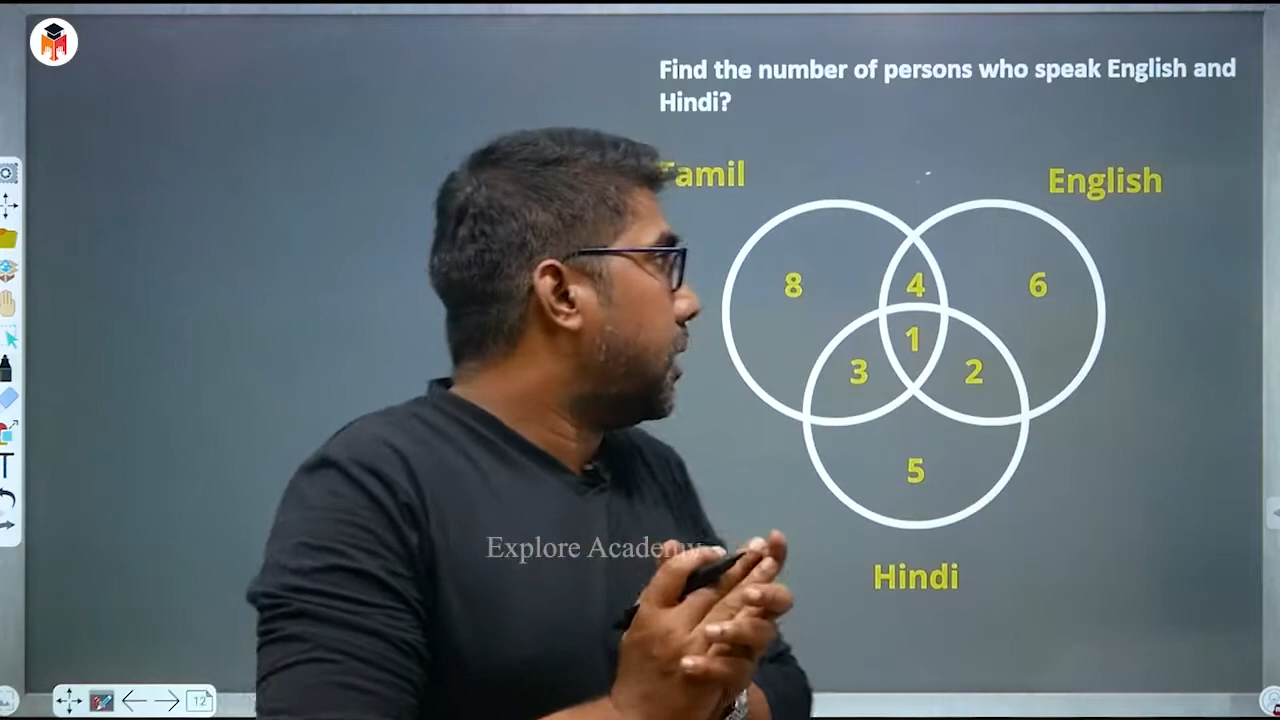 Find the number of persons who speak English and
Hindi?
Tamil
English
8
4
6
1
3
2
5
Explore Academy
Hindi
T
12